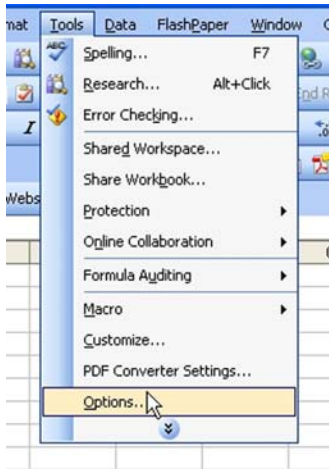 mat Tools Data FlashPaper Window
Spelling... F7
Research... Alt+Click
End R
Error Checking...
I
Shared Workspace...
Share Workbook...
Webs
Protection
Online Collaboration
Formula Auditing
Macro
Customize...
PDF Converter Settings...
Options...